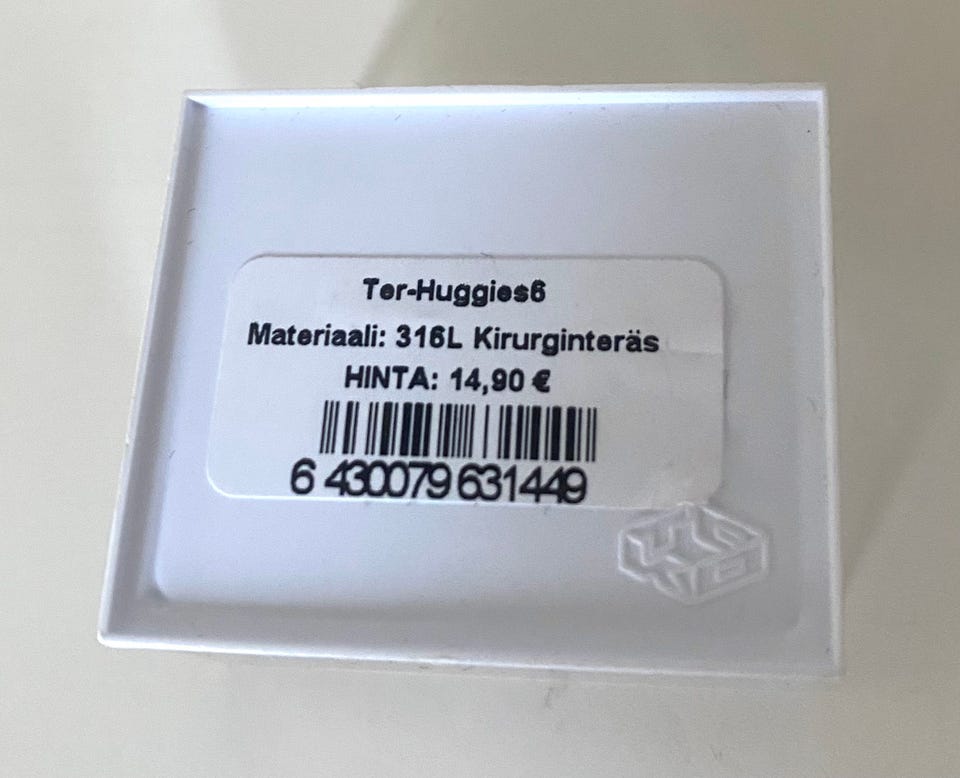 Ter-Huggies6
Materiaali: 316L Kirurginteräs
HINTA: 14,90 €
6 430079 631449